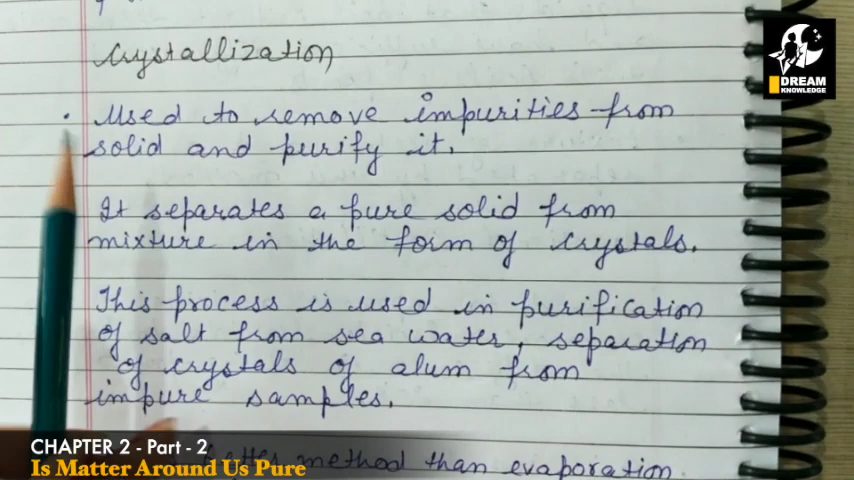 Crystallization
DREAM
KNOWLEDGE
. Used to remove impurities from
solid and purify it.
It separates a pure solid from
mixture in the form of crystals.
This process is used in purification
of salt from sea water, separation
of crystals of alum from
impure samples.
CHAPTER 2 - Part - 2
Is Matter Around Us Pure
Better method than evaporation